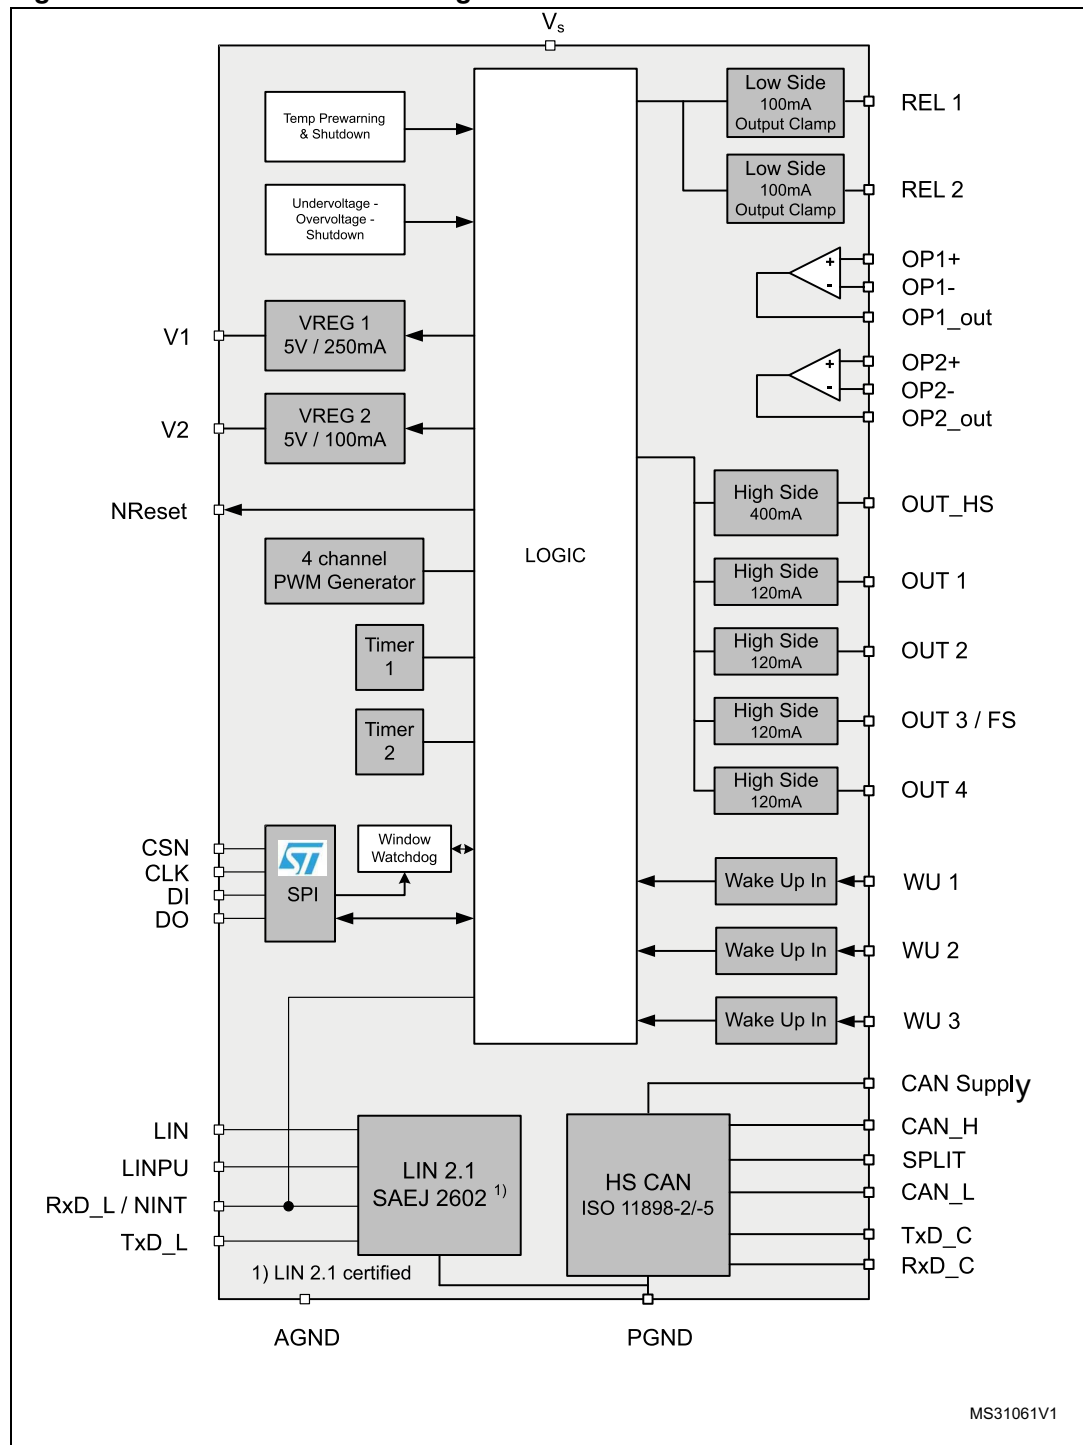 Vs
Temp Prewarning
& Shutdown
Undervoltage -
Overvoltage -
Shutdown
V1
VREG 1
5V / 250mA
V2
VREG 2
5V / 100mA
NReset
4 channel
PWM Generator
Timer
1
Timer
2
CSN
CLK
DI
DO
ST
SPI
Window
Watchdog
LOGIC
Low Side
100mA
Output Clamp
REL 1
Low Side
100mA
Output Clamp
REL 2
+
-
OP1+
OP1-
OP1_out
+
-
OP2+
OP2-
OP2_out
High Side
400mA
OUT_HS
High Side
120mA
OUT 1
High Side
120mA
OUT 2
High Side
120mA
OUT 3 / FS
High Side
120mA
OUT 4
Wake Up In
WU 1
Wake Up In
WU 2
Wake Up In
WU 3
LIN
LINPU
RxD_L / NINT
TxD_L
LIN 2.1
SAEJ 2602 1)
1) LIN 2.1 certified
HS CAN
ISO 11898-2/-5
CAN Supply
CAN_H
SPLIT
CAN_L
TxD_C
RxD_C
AGND
PGND
MS31061V1